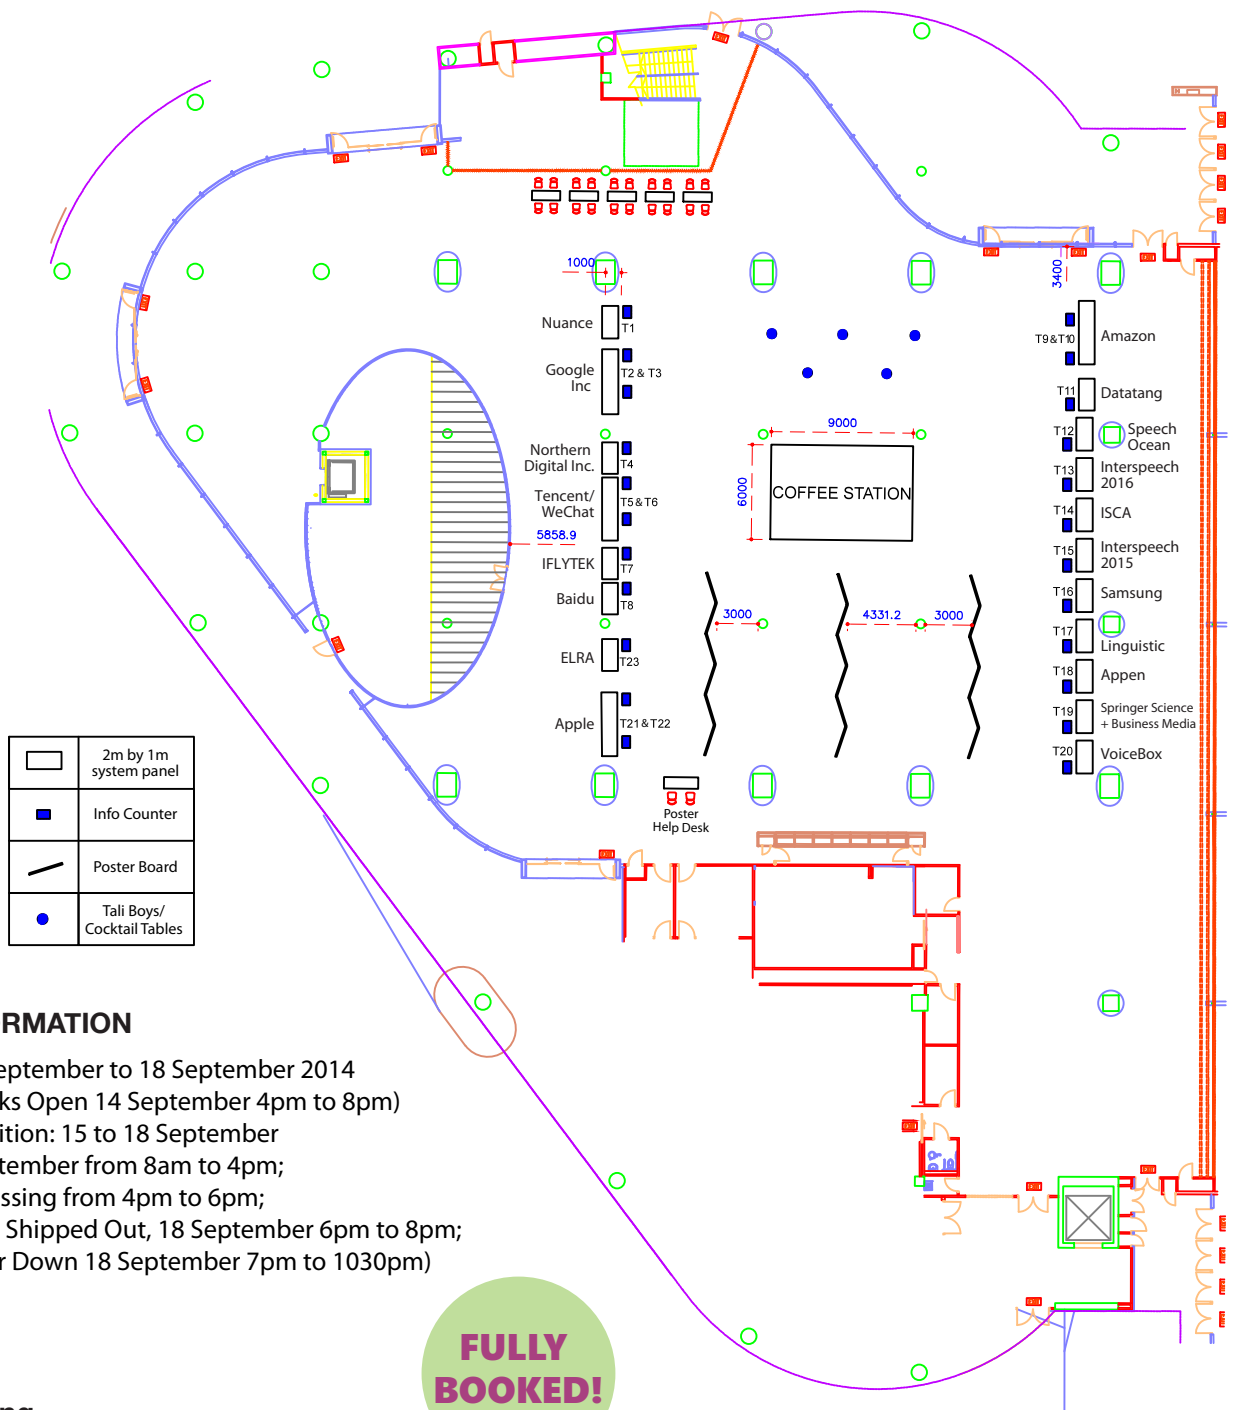 1000
3400
Nuance
T1
Google
Inc
T2 & T3
Northern
Digital Inc.
T4
Tencent/
WeChat
T5 & T6
5858.9
IFLYTEK
T7
Baidu
T8
ELRA
T23
Apple
T21 & T22
9000
6000
COFFEE STATION
3000
4331.2
3000
T9 & T10
Amazon
T11
Datatang
T12
Speech
Ocean
T13
Interspeech
2016
T14
ISCA
T15
Interspeech
2015
T16
Samsung
T17
Linguistic
T18
Appen
T19
Springer Science
+ Business Media
T20
VoiceBox
Poster
Help Desk
2m by 1m
system panel
Info Counter
Poster Board
Tali Boys/
Cocktail Tables
RMATION
eptember to 18 September 2014
ks Open 14 September 4pm to 8pm)
ition: 15 to 18 September
tember from 8am to 4pm;
ssing from 4pm to 6pm;
Shipped Out, 18 September 6pm to 8pm;
r Down 18 September 7pm to 1030pm)
FULLY
BOOKED!